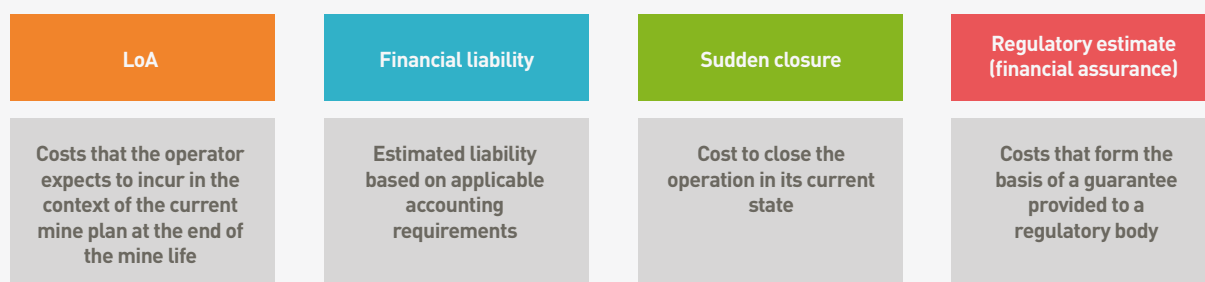 LoA
Costs that the operator
expects to incur in the
context of the current
mine plan at the end of
the mine life
Financial liability
Estimated liability
based on applicable
accounting
requirements
Sudden closure
Cost to close the
operation in its current
state
Regulatory estimate
(financial assurance)
Costs that form the
basis of a guarantee
provided to a
regulatory body